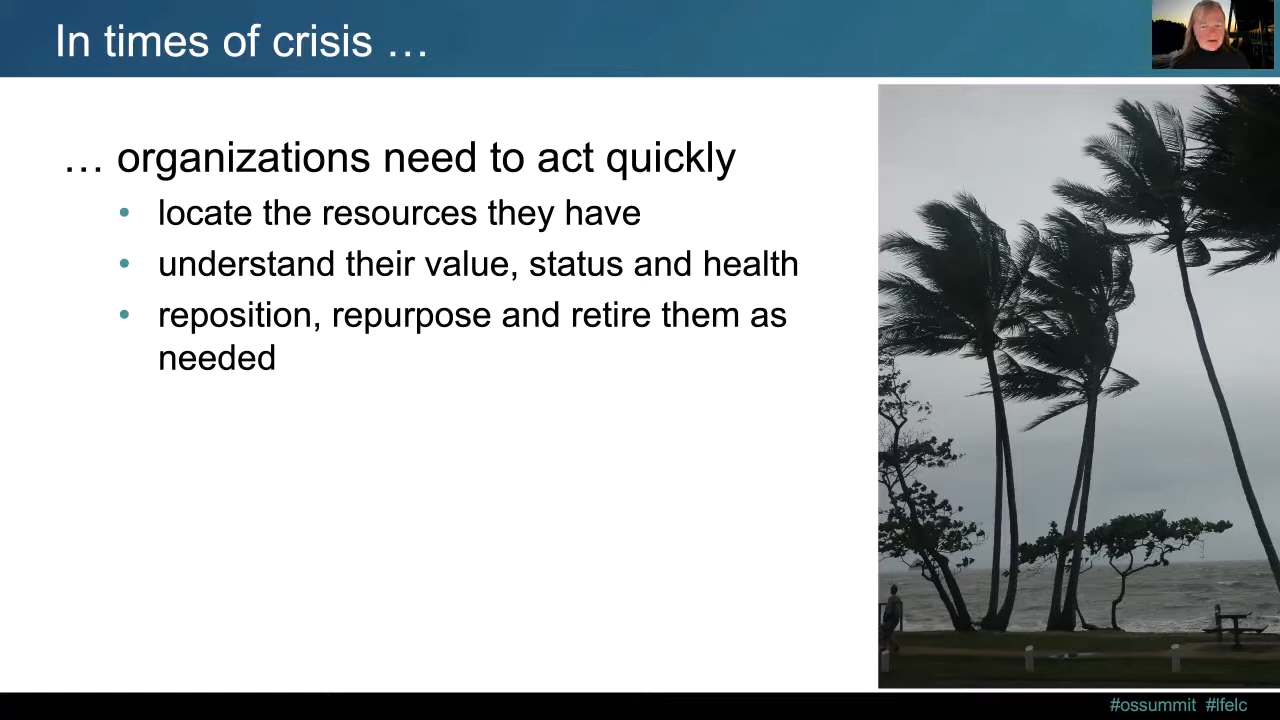 In times of crisis …
… organizations need to act quickly
• locate the resources they have
• understand their value, status and health
• reposition, repurpose and retire them as
needed
#ossummit #lfelc